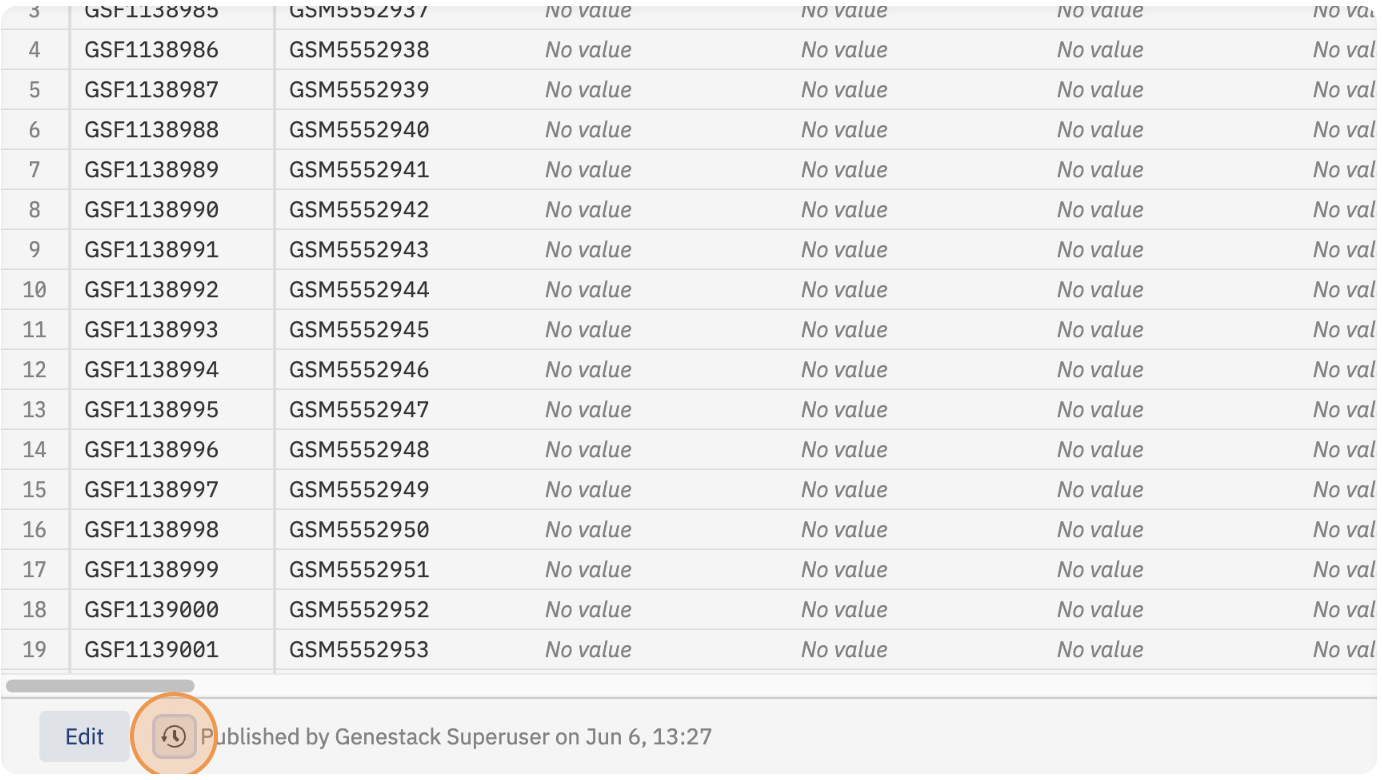 3 GSF1138985 GSM5552937 No value No value No value No val
4 GSF1138986 GSM5552938 No value No value No value No val
5 GSF1138987 GSM5552939 No value No value No value No val
6 GSF1138988 GSM5552940 No value No value No value No val
7 GSF1138989 GSM5552941 No value No value No value No val
8 GSF1138990 GSM5552942 No value No value No value No val
9 GSF1138991 GSM5552943 No value No value No value No val
10 GSF1138992 GSM5552944 No value No value No value No val
11 GSF1138993 GSM5552945 No value No value No value No val
12 GSF1138994 GSM5552946 No value No value No value No val
13 GSF1138995 GSM5552947 No value No value No value No val
14 GSF1138996 GSM5552948 No value No value No value No val
15 GSF1138997 GSM5552949 No value No value No value No val
16 GSF1138998 GSM5552950 No value No value No value No val
17 GSF1138999 GSM5552951 No value No value No value No val
18 GSF1139000 GSM5552952 No value No value No value No val
19 GSF1139001 GSM5552953 No value No value No value No val
Edit Published by Genestack Superuser on Jun 6, 13:27